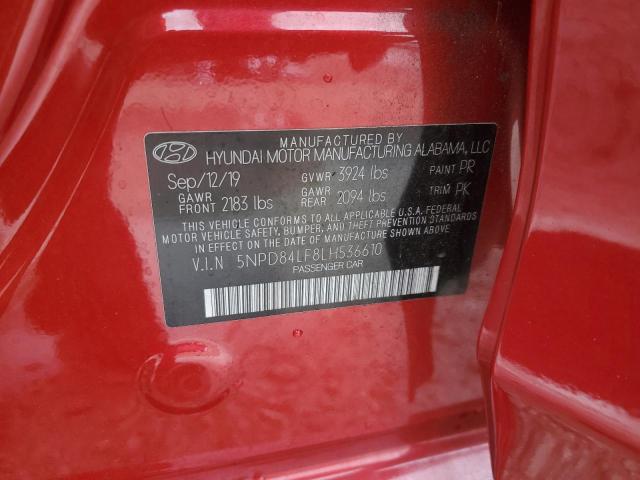 MANUFACTURED BY
HYUNDAI MOTOR MANUFACTURING ALABAMA, LLC
Sep/12/19 GVWR 3924 lbs PAINT PR
GAWR FRONT 2183 lbs GAWR REAR 2094 lbs TRIM PK
THIS VEHICLE CONFORMS TO ALL APPLICABLE U.S.A. FEDERAL
MOTOR VEHICLE SAFETY, BUMPER, AND THEFT PREVENTION STANDARDS
IN EFFECT ON THE DATE OF MANUFACTURE SHOWN ABOVE.
V.I.N 5NPD84LF8LH536610
PASSENGER CAR